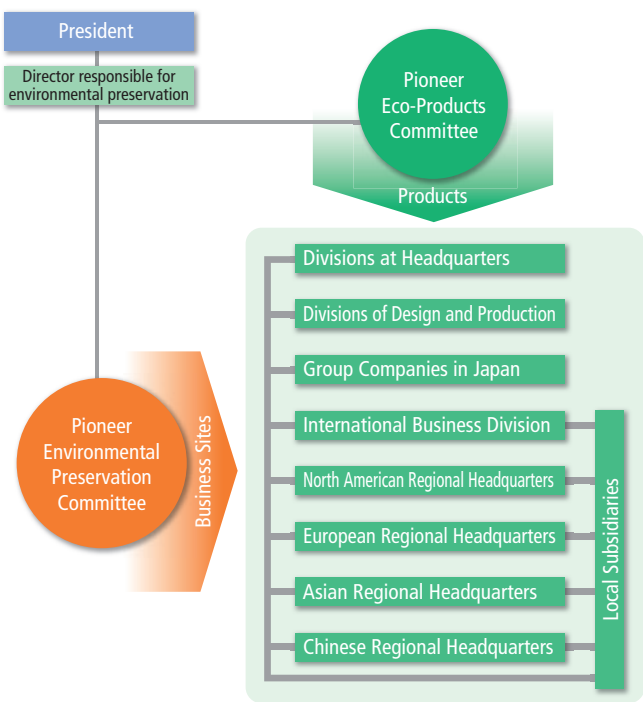 President
Director responsible for
environmental preservation
Pioneer
Eco-Products
Committee
Products
Divisions at Headquarters
Divisions of Design and Production
Group Companies in Japan
International Business Division
North American Regional Headquarters
European Regional Headquarters
Asian Regional Headquarters
Chinese Regional Headquarters
Local Subsidiaries
Pioneer
Environmental
Preservation
Committee
Business Sites